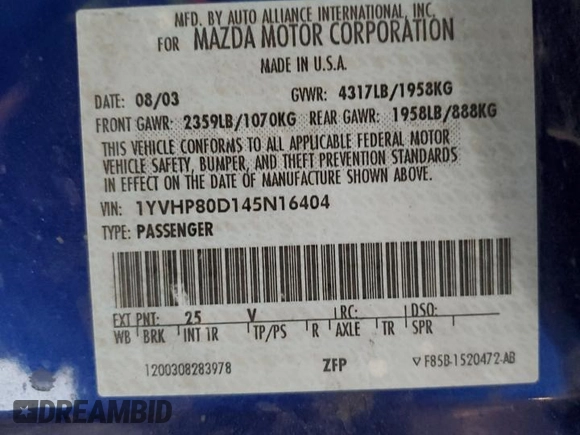 MFD. BY AUTO ALLIANCE INTERNATIONAL, INC.
FOR MAZDA MOTOR CORPORATION
MADE IN U.S.A.
DATE: 08/03 GVWR: 4317LB/1958KG
FRONT GAWR: 2359LB/1070KG REAR GAWR: 1958LB/888KG
THIS VEHICLE CONFORMS TO ALL APPLICABLE FEDERAL MOTOR
VEHICLE SAFETY, BUMPER, AND THEFT PREVENTION STANDARDS
IN EFFECT ON THE DATE OF MANUFACTURE SHOWN ABOVE.
VIN: 1YVHP80D145N16404
TYPE: PASSENGER
EXT PNT: 25 V RC: DSO:
WB BRK INT TR TP/PS R AXLE TR SPR
1200308283978 ZFP F85B-1520472-AB
DREAMBID